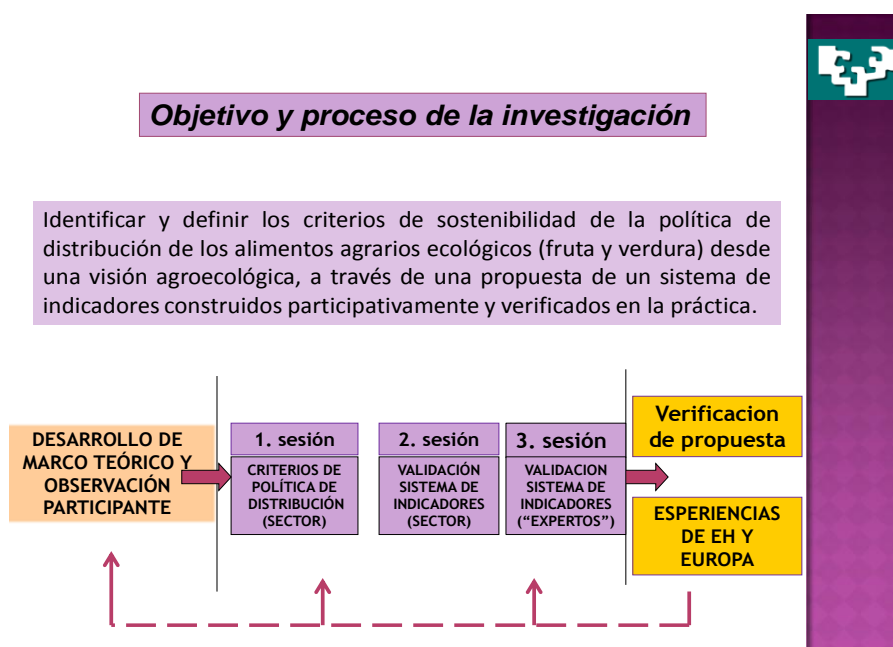 Objetivo y proceso de la investigación
Identificar y definir los criterios de sostenibilidad de la política de
distribución de los alimentos agrarios ecológicos (fruta y verdura) desde
una visión agroecológica, a través de una propuesta de un sistema de
indicadores construidos participativamente y verificados en la práctica.
DESARROLLO DE
MARCO TEÓRICO Y
OBSERVACIÓN
PARTICIPANTE
1. sesión
CRITERIOS DE
POLÍTICA DE
DISTRIBUCIÓN
(SECTOR)
2. sesión
VALIDACIÓN
SISTEMA DE
INDICADORES
(SECTOR)
3. sesión
VALIDACION
SISTEMA DE
INDICADORES
(“EXPERTOS”)
Verificacion
de propuesta
ESPERIENCIAS
DE EH Y
EUROPA